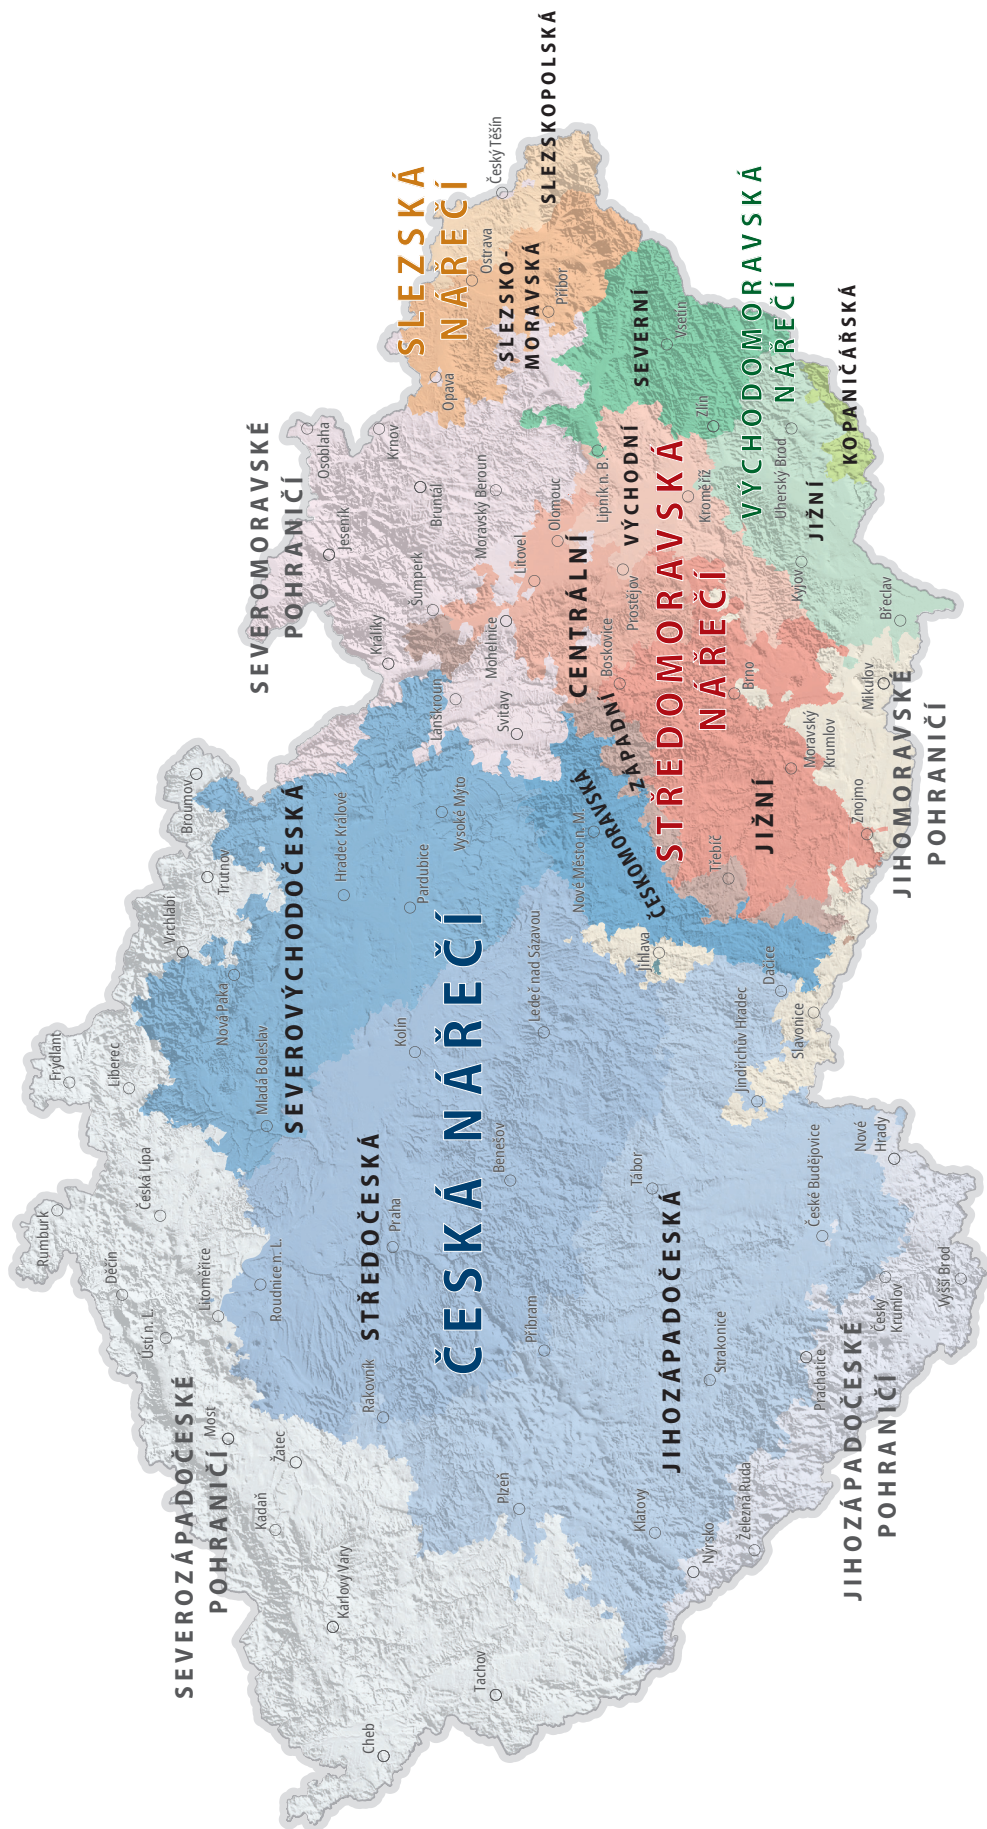 SEVEROZÁPADOČESKÉ
POHRANIČÍ
SEVEROMORAVSKÉ
POHRANIČÍ
JIHOZÁPADOČESKÉ
POHRANIČÍ
JIHOMORAVSKÉ
POHRANIČÍ
ČESKÁ NÁŘEČÍ
SEVEROVÝCHODOČESKÁ
STŘEDOČESKÁ
JIHOZÁPADOČESKÁ
ČESKOMORAVSKÁ
STŘEDOMORAVSKÁ
NÁŘEČÍ
CENTRÁLNÍ
VÝCHODNÍ
ZÁPADNÍ
JIŽNÍ
SLEZSKÁ
NÁŘEČÍ
SLEZSKO-
MORAVSKÁ
SLEZSKOPOLSKÁ
VÝCHODOMORAVSKÁ
NÁŘEČÍ
SEVERNÍ
JIŽNÍ
KOPANIČÁŘSKÁ
Cheb
Tachov
Karlovy Vary
Kadaň
Žatec
Most
Ústí n. L.
Děčín
Rumburk
Litoměřice
Česká Lípa
Roudnice n. L.
Frýdlant
Liberec
Mladá Boleslav
Nová Paka
Vrchlabí
Trutnov
Broumov
Hradec Králové
Pardubice
Vysoké Mýto
Rakovník
Praha
Kolín
Plzeň
Příbram
Benešov
Ledeč nad Sázavou
Nové Město n. M.
Klatovy
Nýrsko
Železná Ruda
Strakonice
Prachatice
Tábor
České Budějovice
Český
Krumlov
Vyšší Brod
Nové
Hrady
Jindřichův Hradec
Slavonice
Dačice
Jihlava
Třebíč
Znojmo
Moravský
Krumlov
Brno
Mikulov
Břeclav
Kyjov
Uherský Brod
Boskovice
Prostějov
Kroměříž
Zlín
Vsetín
Lipník n. B.
Olomouc
Litovel
Mohelnice
Svitavy
Lanškroun
Králíky
Šumperk
Jeseník
Moravský Beroun
Bruntál
Krnov
Osoblaha
Opava
Ostrava
Příbor
Český Těšín